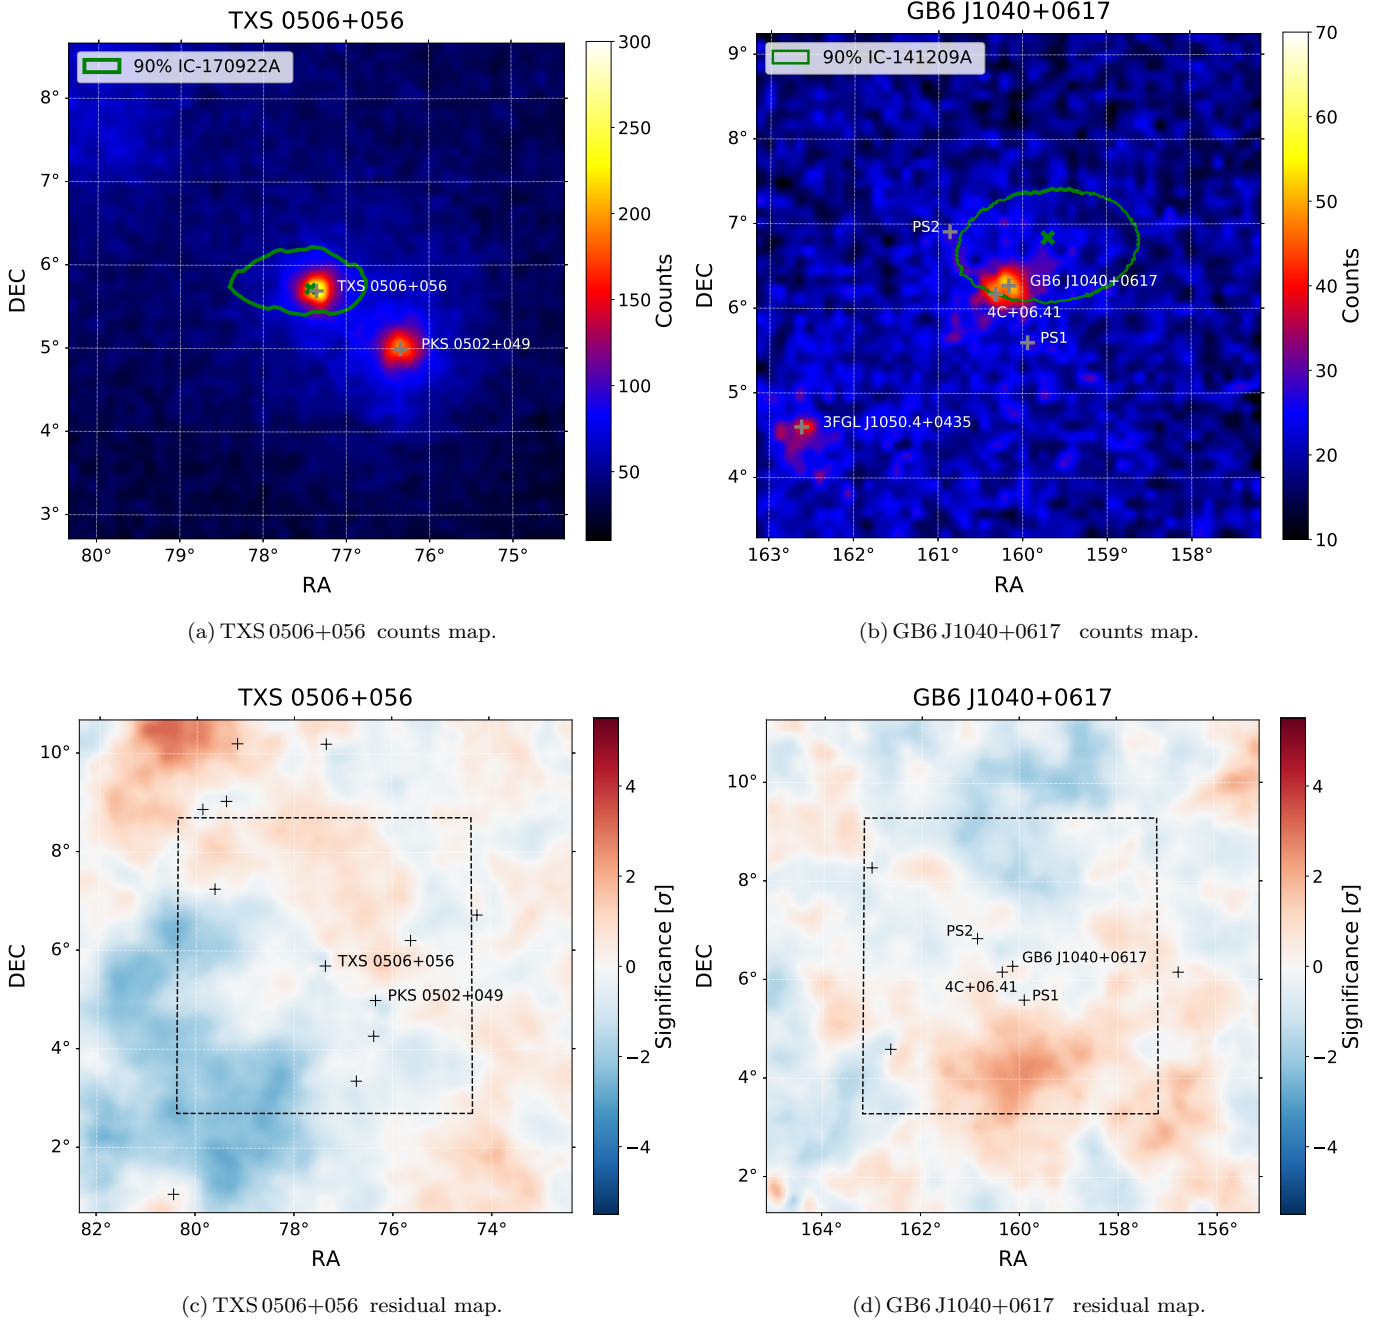 TXS 0506+056
90% IC-170922A
8°
7°
6°
5°
4°
3°
DEC
TXS 0506+056
PKS 0502+049
80°
79°
78°
77°
76°
75°
RA
300
250
200
150
100
50
Counts
(a) TXS 0506+056 counts map.
GB6 J1040+0617
90% IC-141209A
9°
8°
7°
6°
5°
4°
DEC
PS2
GB6 J1040+0617
4C+06.41
PS1
3FGL J1050.4+0435
163°
162°
161°
160°
159°
158°
RA
70
60
50
40
30
20
10
Counts
(b) GB6 J1040+0617 counts map.
TXS 0506+056
10°
8°
6°
4°
2°
DEC
TXS 0506+056
PKS 0502+049
82°
80°
78°
76°
74°
RA
4
2
0
−2
−4
Significance [σ]
(c) TXS 0506+056 residual map.
GB6 J1040+0617
10°
8°
6°
4°
2°
DEC
PS2
GB6 J1040+0617
4C+06.41
PS1
164°
162°
160°
158°
156°
RA
4
2
0
−2
−4
Significance [σ]
(d) GB6 J1040+0617 residual map.